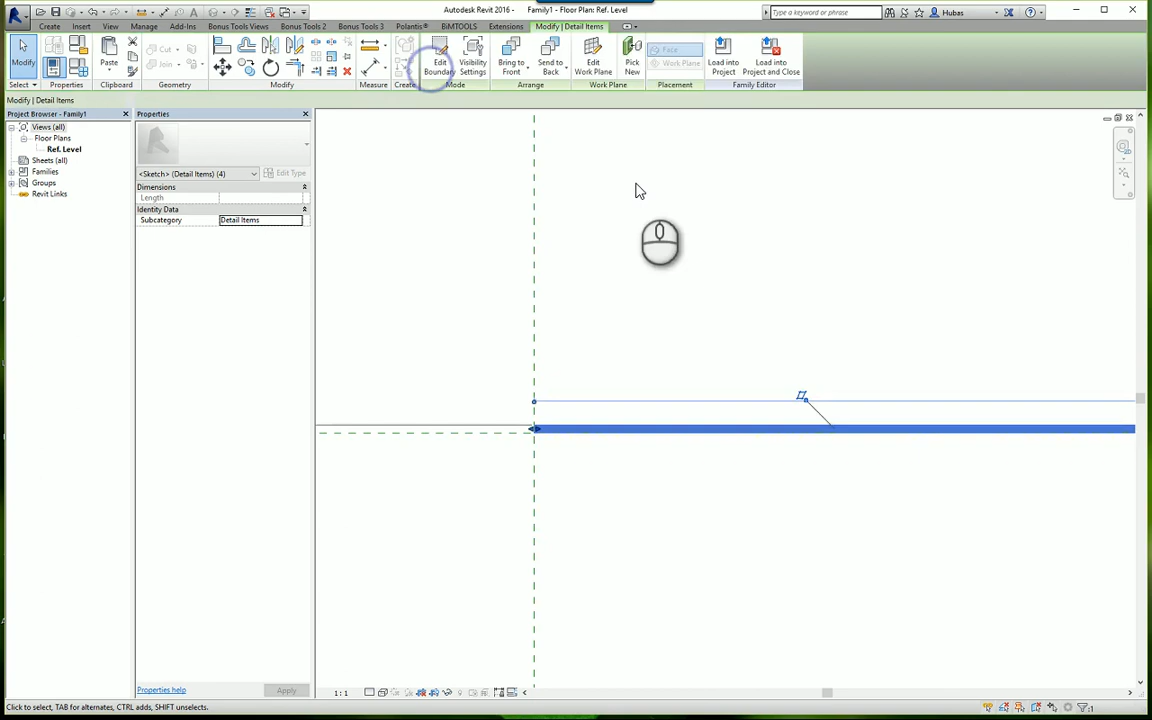 Autodesk Revit 2016 - Family1 - Floor Plan: Ref. Level
Type a keyword or phrase
Hubas
Create Insert View Manage Add-Ins Bonus Tools Views Bonus Tools 2 Bonus Tools 3 Polantis® BiMTOOLS Extensions Modify | Detail Items
Modify
Paste
Cut
Join
Edit Boundary
Visibility Settings
Bring to Front
Send to Back
Edit Work Plane
Pick New
Face
Work Plane
Load into Project
Load into Project and Close
Select Properties Clipboard Geometry Modify Measure Create Mode Arrange Work Plane Placement Family Editor
Modify | Detail Items
Project Browser - Family1
Views (all)
Floor Plans
Ref. Level
Sheets (all)
Families
Groups
Revit Links
Properties
<Sketch> (Detail Items) (4)
Edit Type
Dimensions
Length
Identity Data
Subcategory Detail Items
Properties help
Apply
1:1
Click to select, TAB for alternates, CTRL adds, SHIFT unselects.
:1